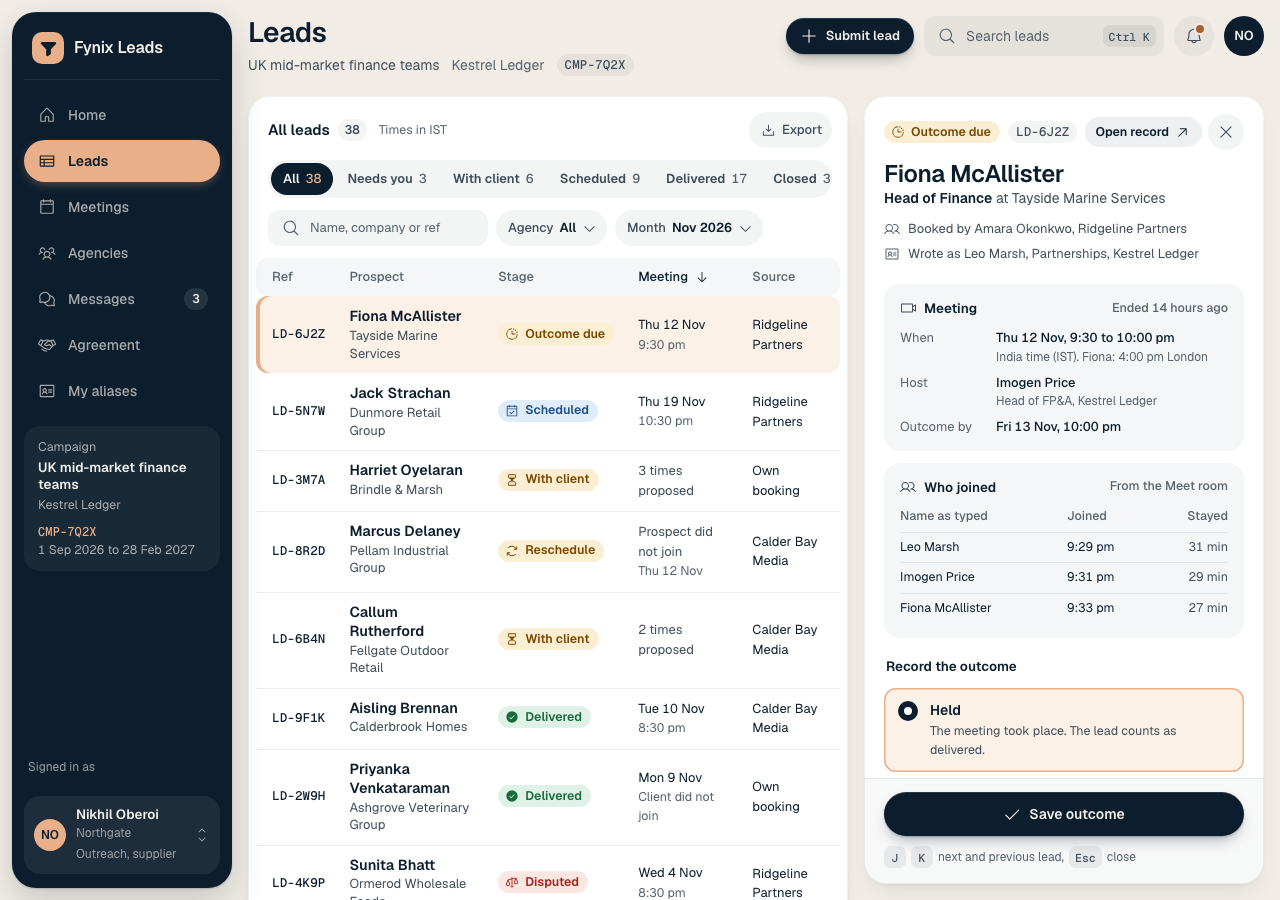 Fynix Leads
Home
Leads
Meetings
Agencies
Messages 3
Agreement
My aliases
Campaign
UK mid-market finance
teams
Kestrel Ledger
CMP-7Q2X
1 Sep 2026 to 28 Feb 2027
Signed in as
NO
Nikhil Oberoi
Northgate
Outreach, supplier
Leads
UK mid-market finance teams Kestrel Ledger CMP-7Q2X
Submit lead
Search leads Ctrl K
NO
All leads 38 Times in IST
Export
All 38 Needs you 3 With client 6 Scheduled 9 Delivered 17 Closed 3
Name, company or ref
Agency All
Month Nov 2026
Ref Prospect Stage Meeting Source
LD-6J2Z
Fiona McAllister
Tayside Marine
Services
Outcome due
Thu 12 Nov
9:30 pm
Ridgeline
Partners
LD-5N7W
Jack Strachan
Dunmore Retail
Group
Scheduled
Thu 19 Nov
10:30 pm
Ridgeline
Partners
LD-3M7A
Harriet Oyelaran
Brindle & Marsh
With client
3 times
proposed
Own
booking
LD-8R2D
Marcus Delaney
Pellam Industrial
Group
Reschedule
Prospect did
not join
Thu 12 Nov
Calder Bay
Media
LD-6B4N
Callum
Rutherford
Fellgate Outdoor
Retail
With client
2 times
proposed
Calder Bay
Media
LD-9F1K
Aisling Brennan
Calderbrook Homes
Delivered
Tue 10 Nov
8:30 pm
Calder Bay
Media
LD-2W9H
Priyanka
Venkataraman
Ashgrove Veterinary
Group
Delivered
Mon 9 Nov
Client did not
join
Own
booking
LD-4K9P
Sunita Bhatt
Ormerod Wholesale
Disputed
Wed 4 Nov
8:30 pm
Ridgeline
Partners
Outcome due LD-6J2Z Open record
Fiona McAllister
Head of Finance at Tayside Marine Services
Booked by Amara Okonkwo, Ridgeline Partners
Wrote as Leo Marsh, Partnerships, Kestrel Ledger
Meeting Ended 14 hours ago
When Thu 12 Nov, 9:30 to 10:00 pm
India time (IST). Fiona: 4:00 pm London
Host Imogen Price
Head of FP&A, Kestrel Ledger
Outcome by Fri 13 Nov, 10:00 pm
Who joined From the Meet room
Name as typed Joined Stayed
Leo Marsh 9:29 pm 31 min
Imogen Price 9:31 pm 29 min
Fiona McAllister 9:33 pm 27 min
Record the outcome
Held
The meeting took place. The lead counts as
delivered.
Save outcome
J K next and previous lead, Esc close